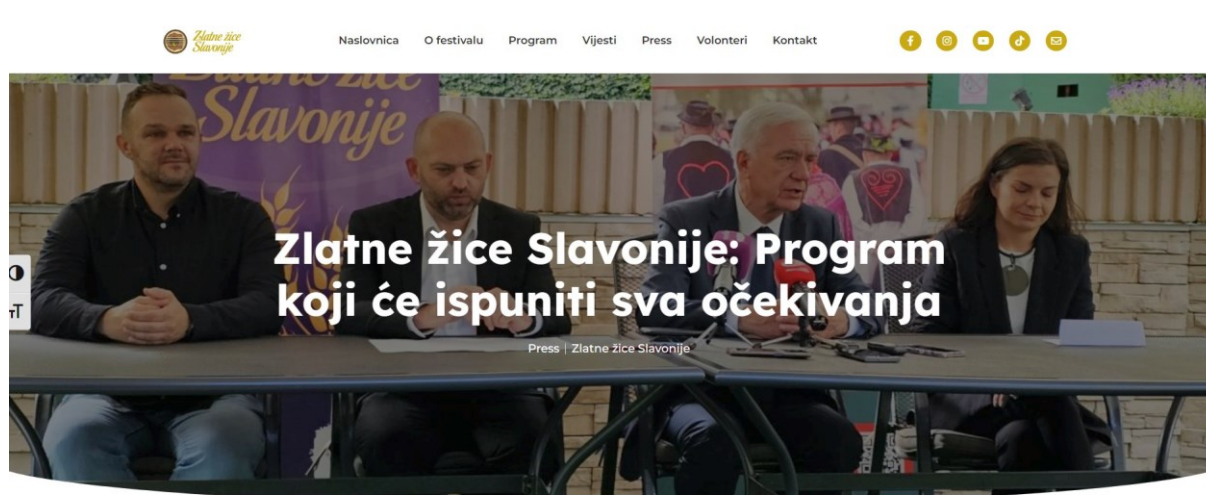 Zlatne žice
Slavonije
Naslovnica O festivalu Program Vijesti Press Volonteri Kontakt
Zlatne žice
Slavonije
Zlatne žice Slavonije: Program
koji će ispuniti sva očekivanja
Press | Zlatne žice Slavonije